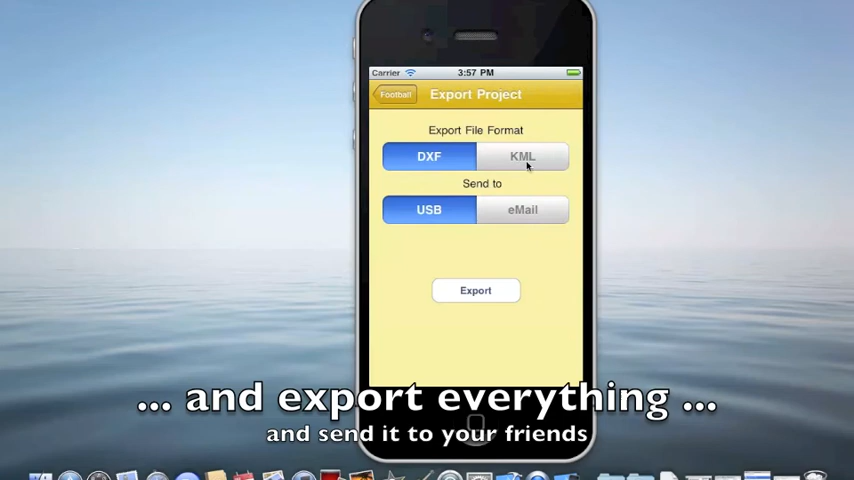 Carrier 3:57 PM
Football Export Project
Export File Format
DXF KML
Send to
USB eMail
Export
... and export everything ...
and send it to your friends